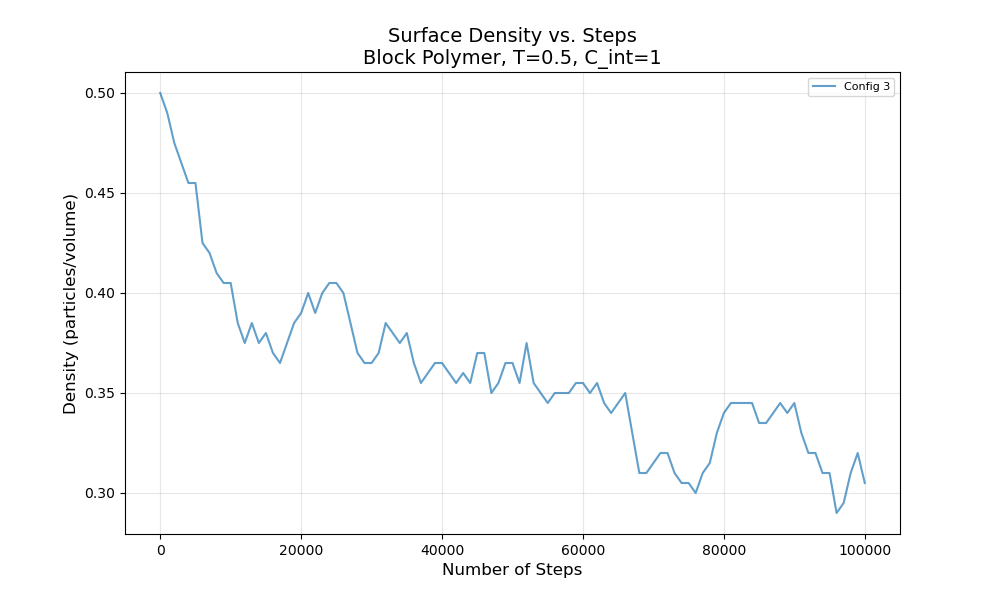 Surface Density vs. Steps
Block Polymer, T=0.5, C_int=1
Config 3
Density (particles/volume)
0.50
0.45
0.40
0.35
0.30
0
20000
40000
60000
80000
100000
Number of Steps